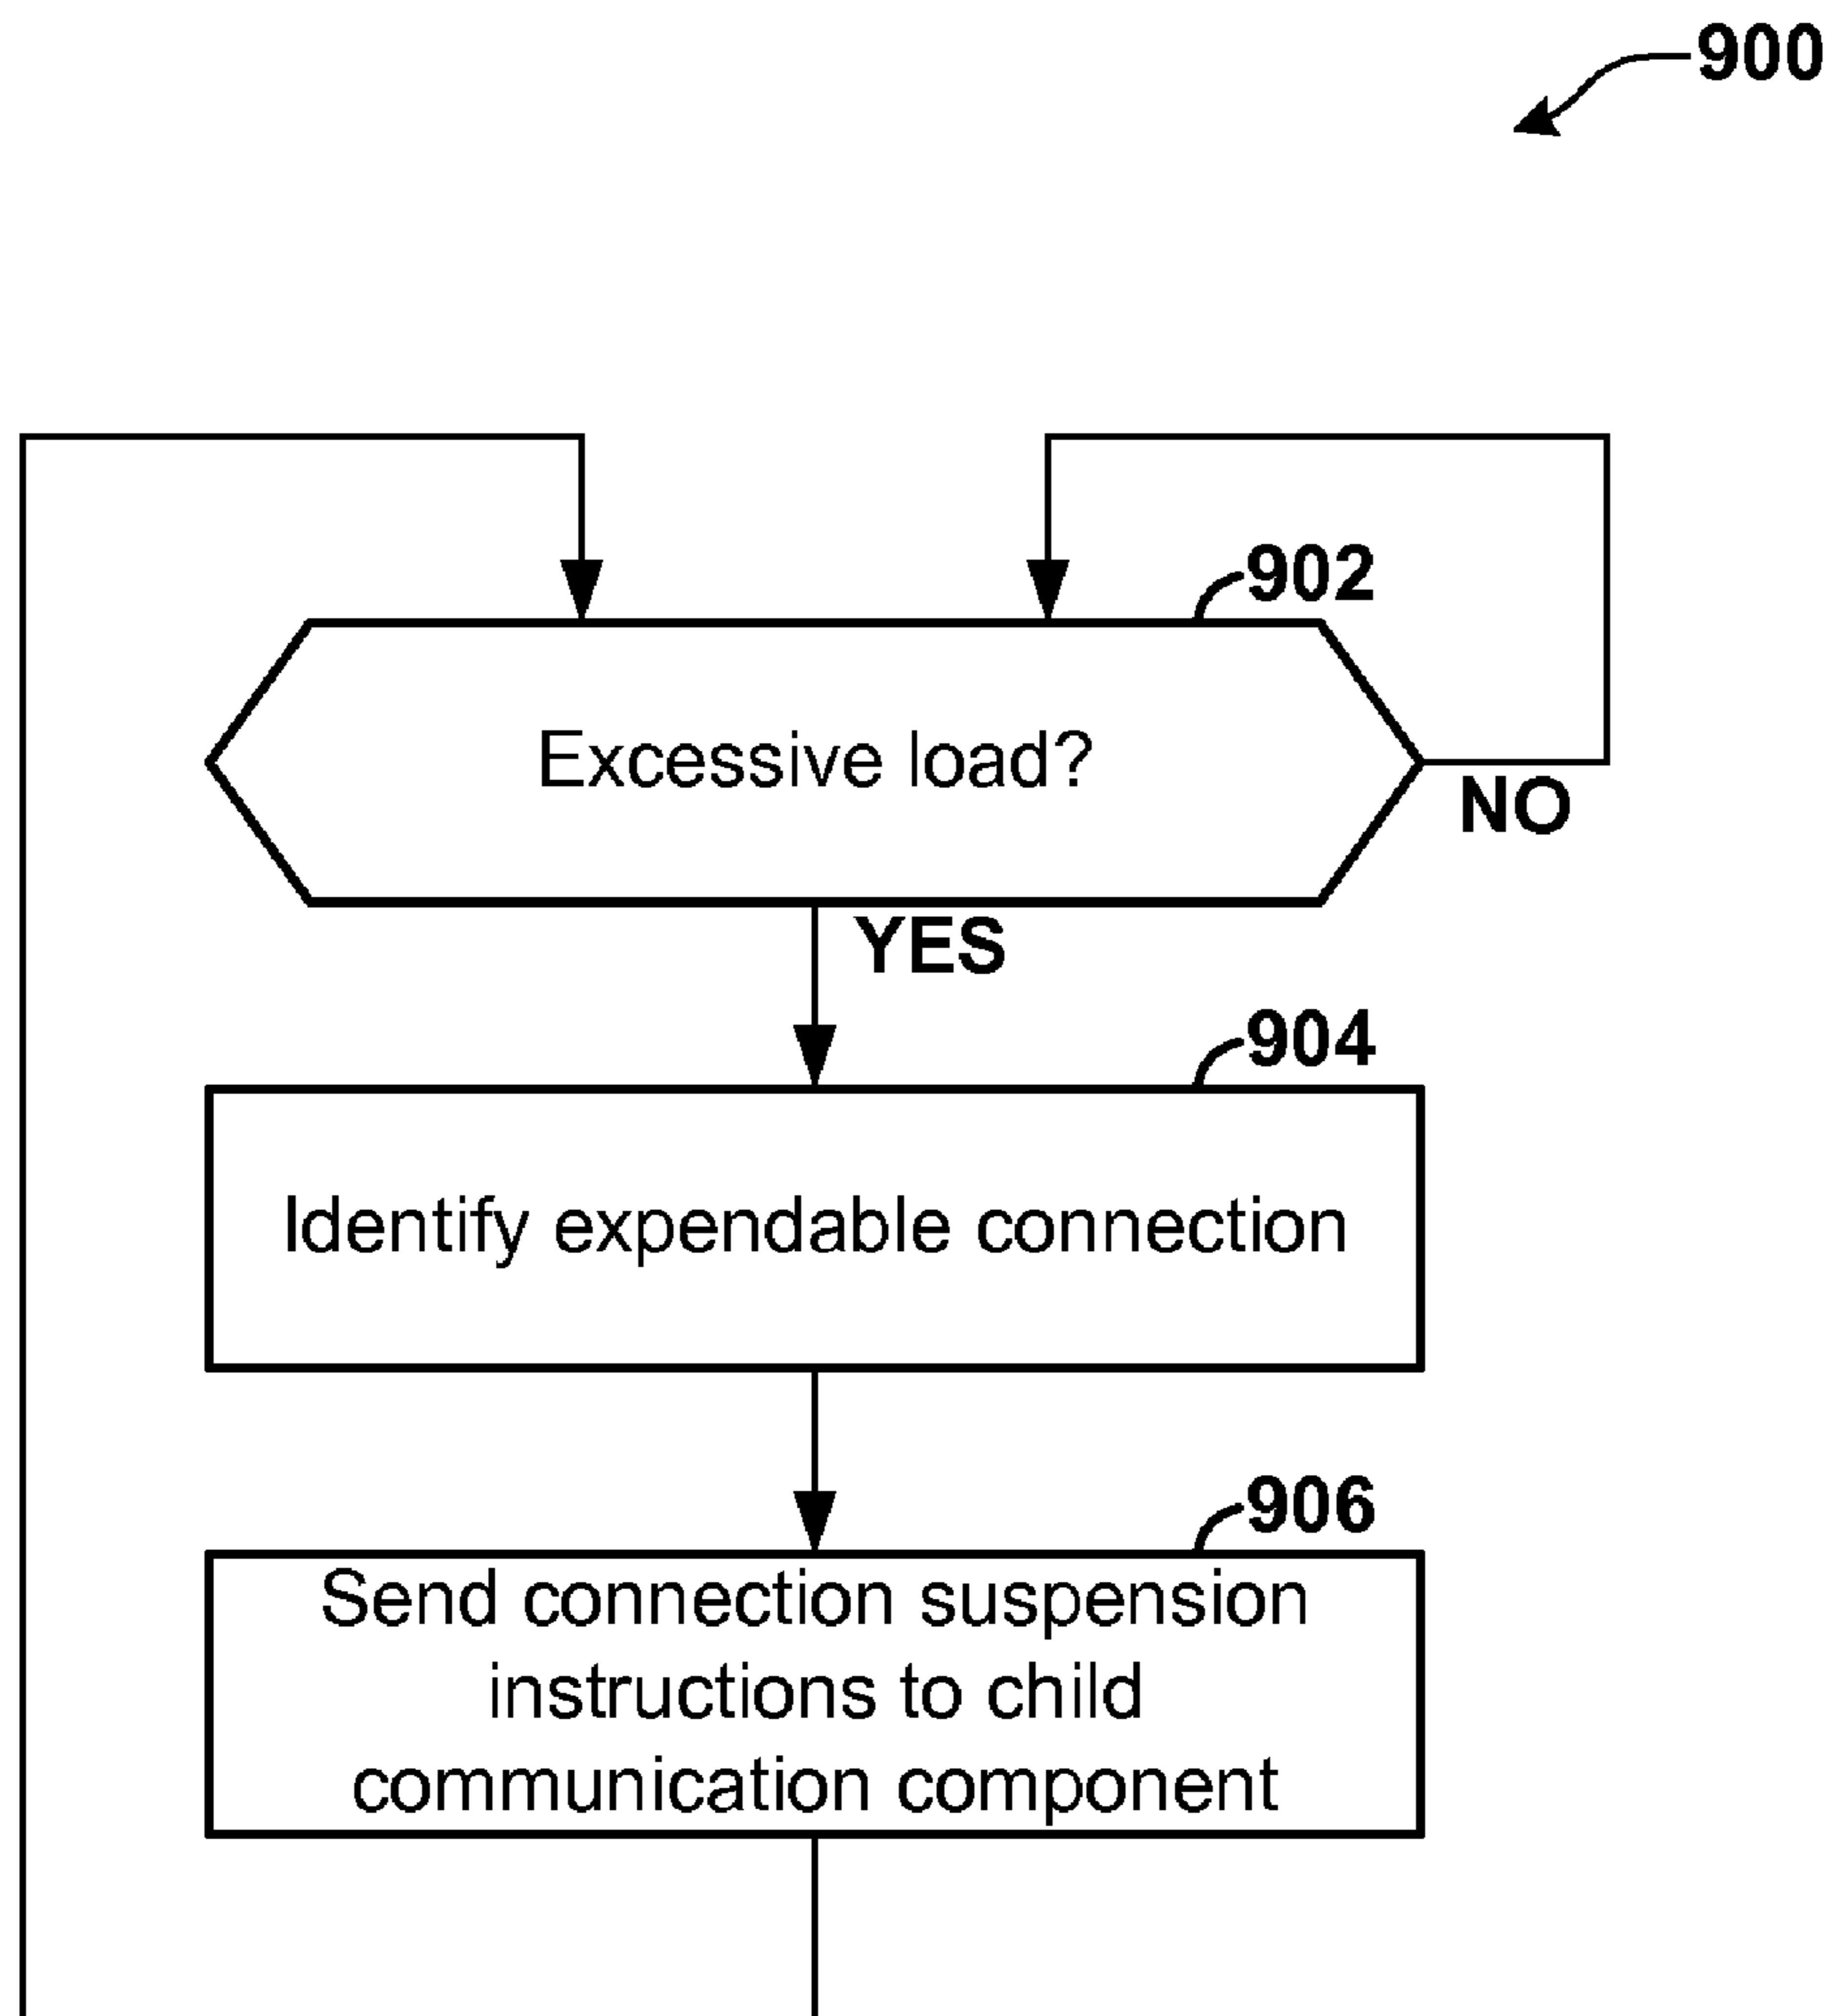 900
902
Excessive load?
NO
YES
904
Identify expendable connection
906
Send connection suspension
instructions to child
communication component